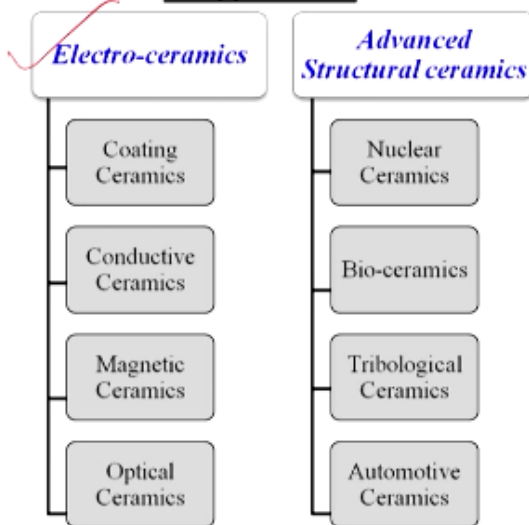 Electro-ceramics
Coating
Ceramics
Conductive
Ceramics
Magnetic
Ceramics
Optical
Ceramics
Advanced
Structural ceramics
Nuclear
Ceramics
Bio-ceramics
Tribological
Ceramics
Automotive
Ceramics